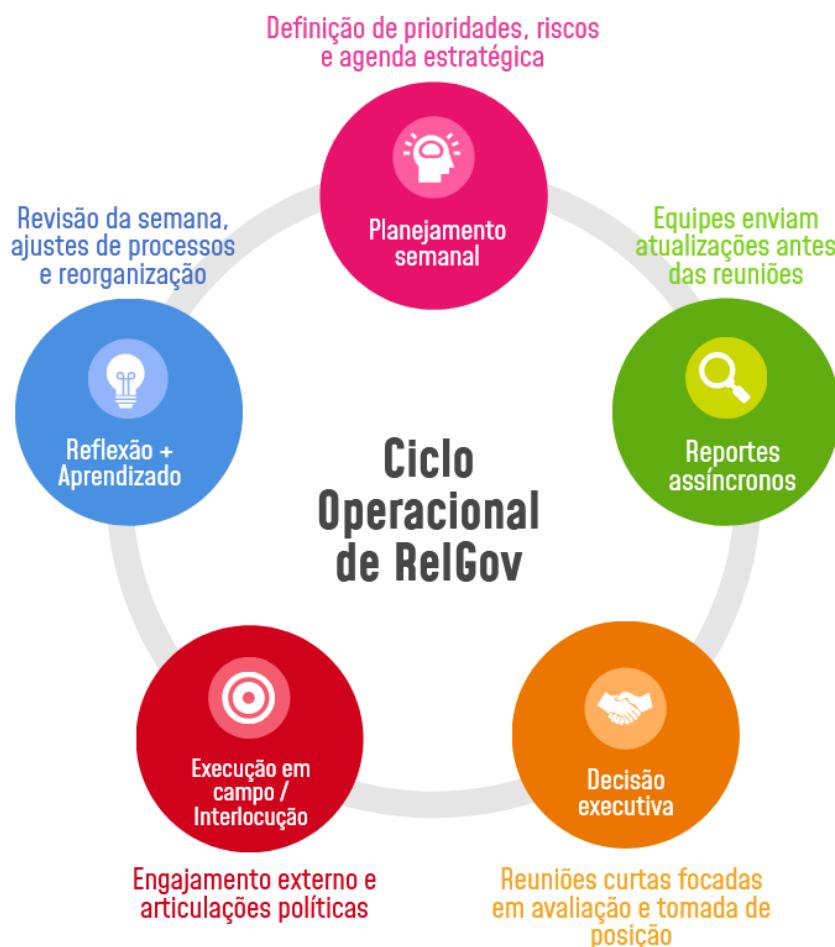 Definição de prioridades, riscos
e agenda estratégica
Planejamento
semanal
Equipes enviam
atualizações antes
das reuniões
Reportes
assíncronos
Decisão
executiva
Reuniões curtas focadas
em avaliação e tomada de
posição
Execução em
campo /
Interlocução
Engajamento externo e
articulações políticas
Revisão da semana,
ajustes de processos
e reorganização
Reflexão +
Aprendizado
Ciclo
Operacional
de RelGov